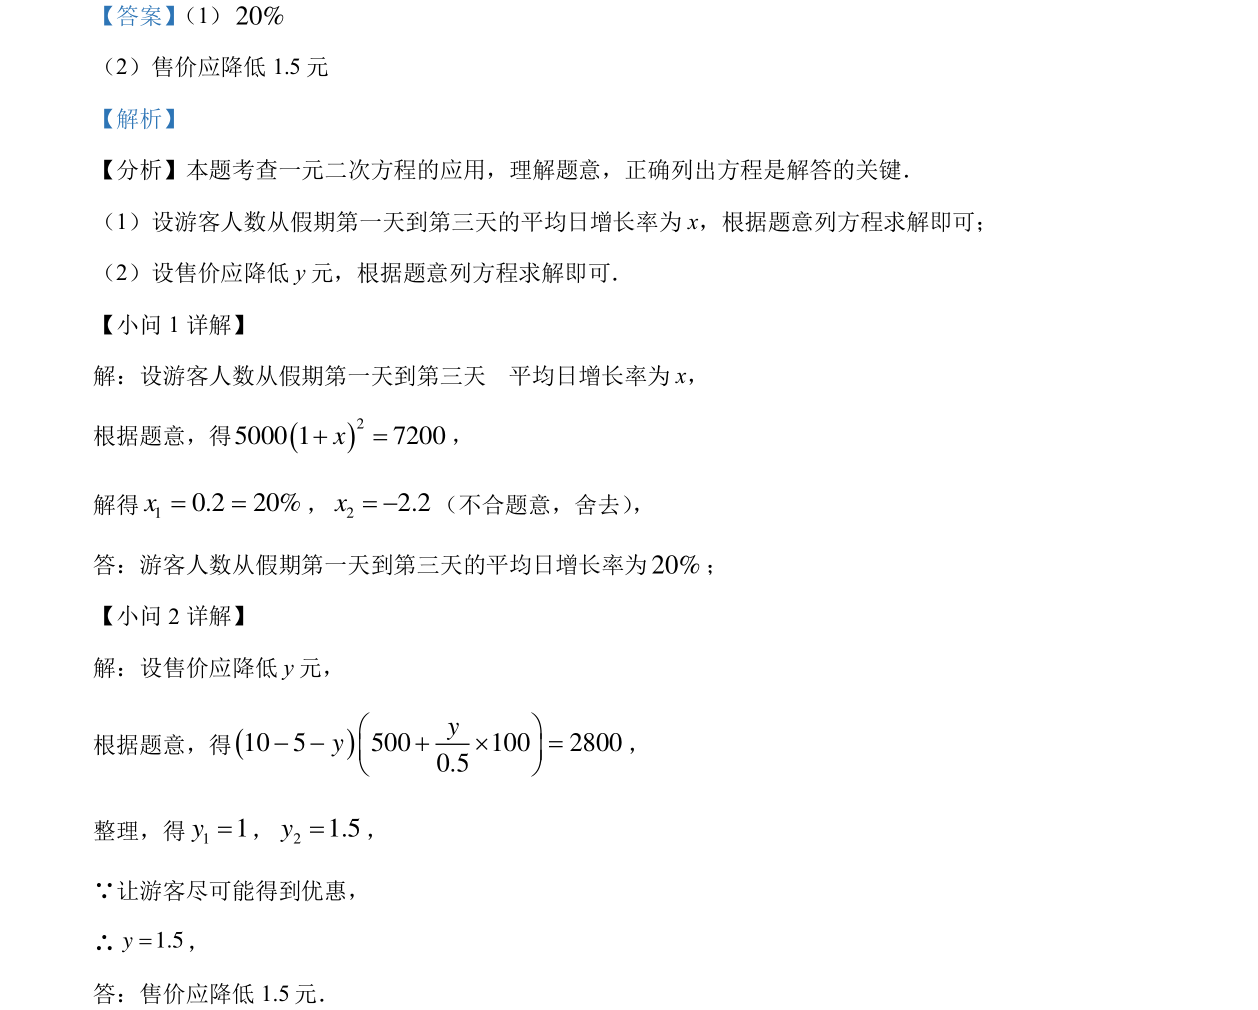 【答案】(1) 20%
(2)售价应降低 1.5 元
【解析】
【分析】本题考查一元二次方程的应用，理解题意，正确列出方程是解答的关键．
(1)设游客人数从假期第一天到第三天的平均日增长率为 x，根据题意列方程求解即可；
(2)设售价应降低 y 元，根据题意列方程求解即可．
【小问 1 详解】
解：设游客人数从假期第一天到第三天 平均日增长率为 x，
根据题意，得 5000(1+x)² = 7200，
解得 x₁ = 0.2 = 20%， x₂ = −2.2（不合题意，舍去），
答：游客人数从假期第一天到第三天的平均日增长率为 20%；
【小问 2 详解】
解：设售价应降低 y 元，
根据题意，得 (10−5−y)(500+y/0.5×100) = 2800，
整理，得 y₁ = 1， y₂ = 1.5，
∵让游客尽可能得到优惠，
∴ y = 1.5，
答：售价应降低 1.5 元．